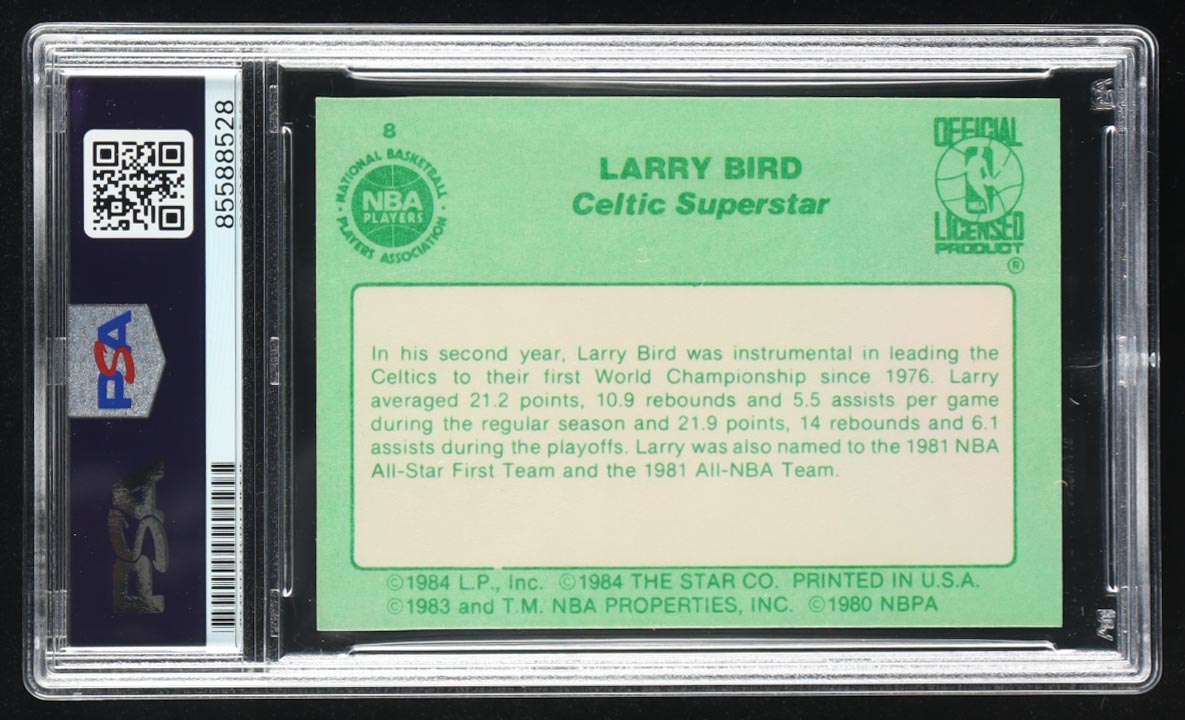 8
NATIONAL BASKETBALL
NBA
PLAYERS
PLAYERS ASSOCIATION
LARRY BIRD
Celtic Superstar
OFFICIAL
LICENSED
PRODUCT
®
In his second year, Larry Bird was instrumental in leading the
Celtics to their first World Championship since 1976. Larry
averaged 21.2 points, 10.9 rebounds and 5.5 assists per game
during the regular season and 21.9 points, 14 rebounds and 6.1
assists during the playoffs. Larry was also named to the 1981 NBA
All-Star First Team and the 1981 All-NBA Team.
©1984 L.P., Inc. ©1984 THE STAR CO. PRINTED IN U.S.A.
©1983 and T.M. NBA PROPERTIES, INC. ©1980 NBPA
85588528
PSA
PSA